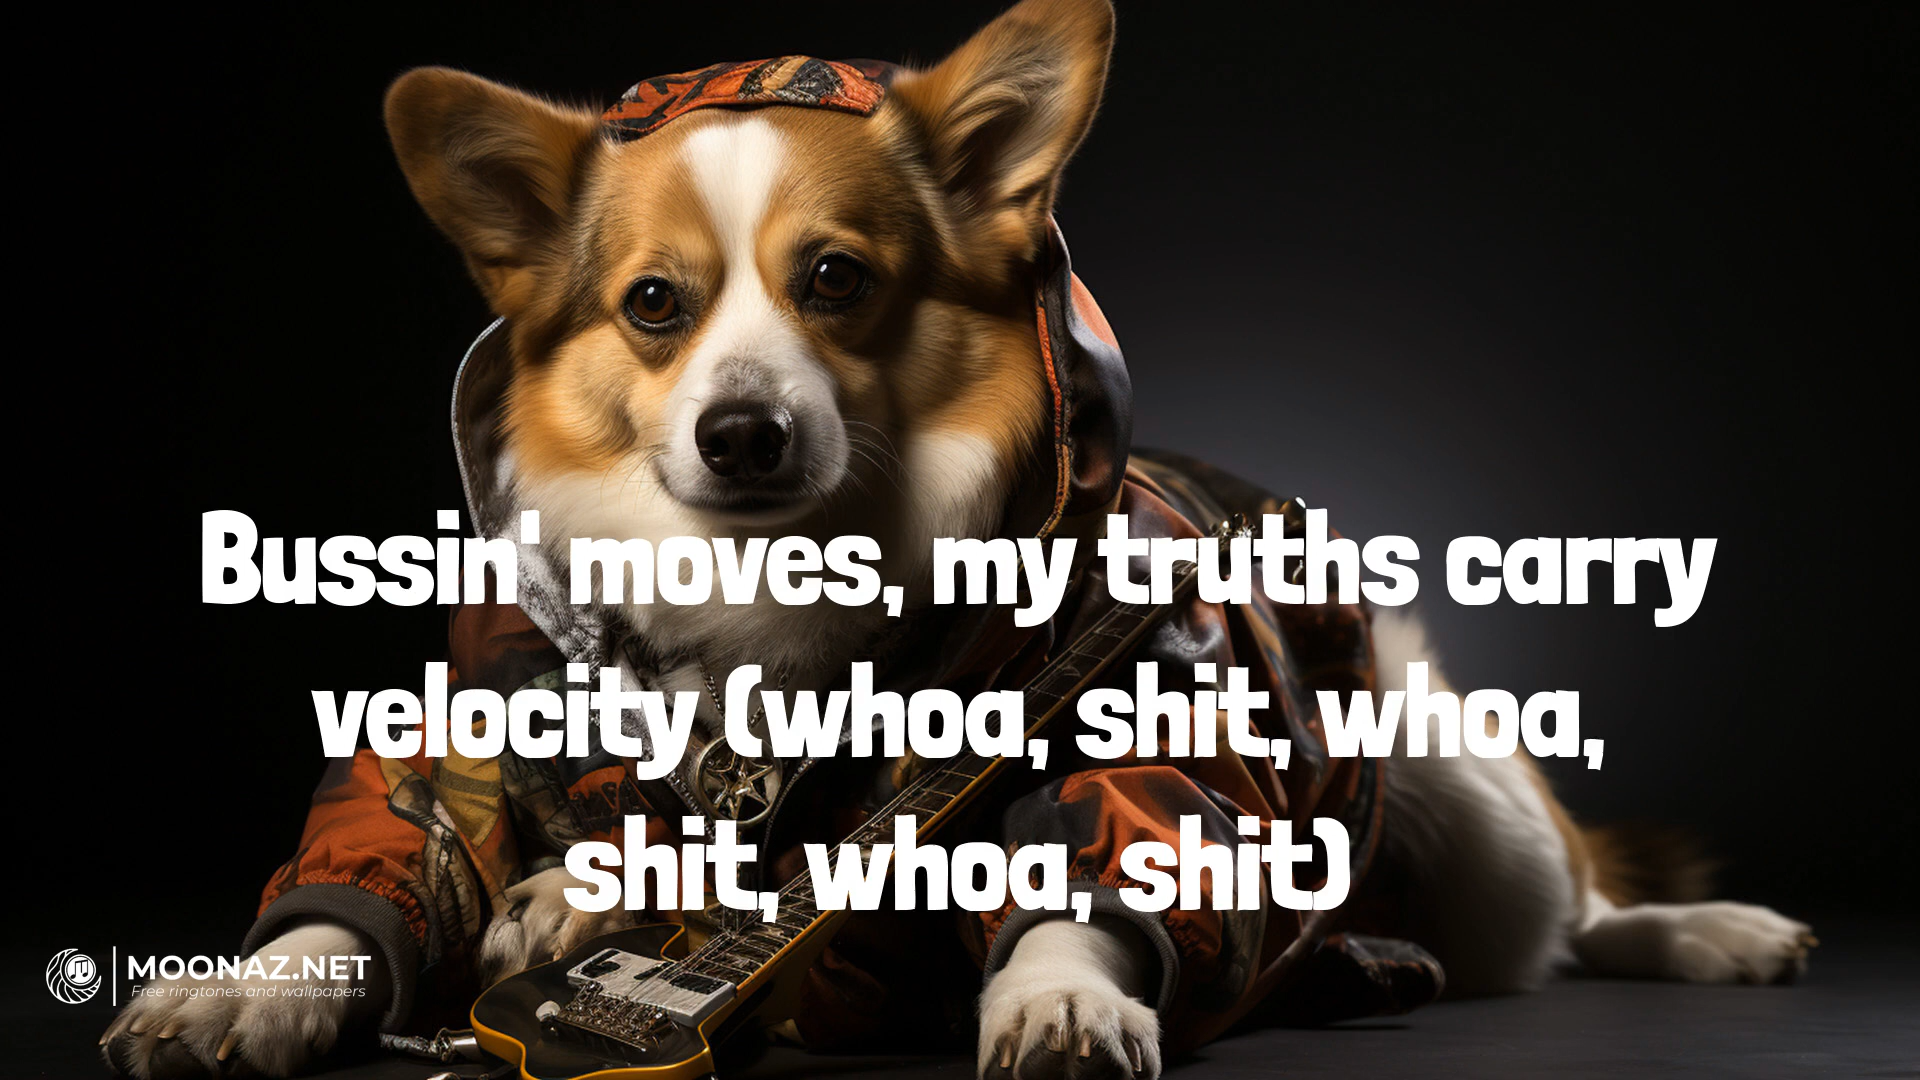 Bussin' moves, my truths carry
velocity (whoa, shit, whoa,
shit, whoa, shit)
MOONAZ.NET
Free ringtones and wallpapers